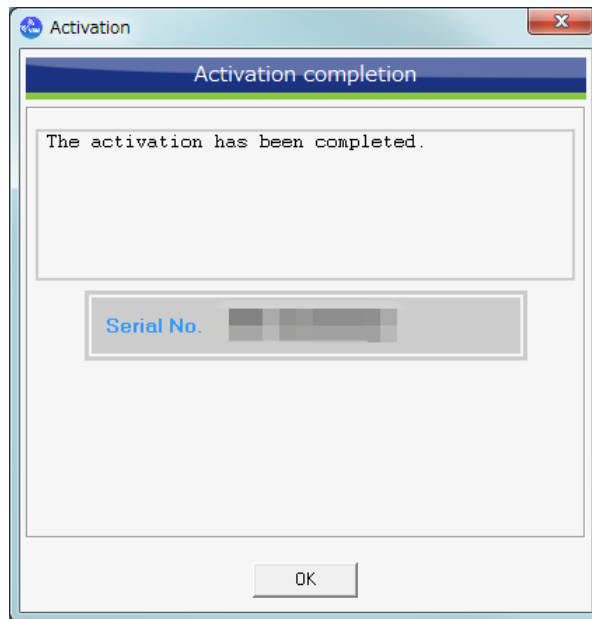 Activation
Activation completion
The activation has been completed.
Serial No.
OK